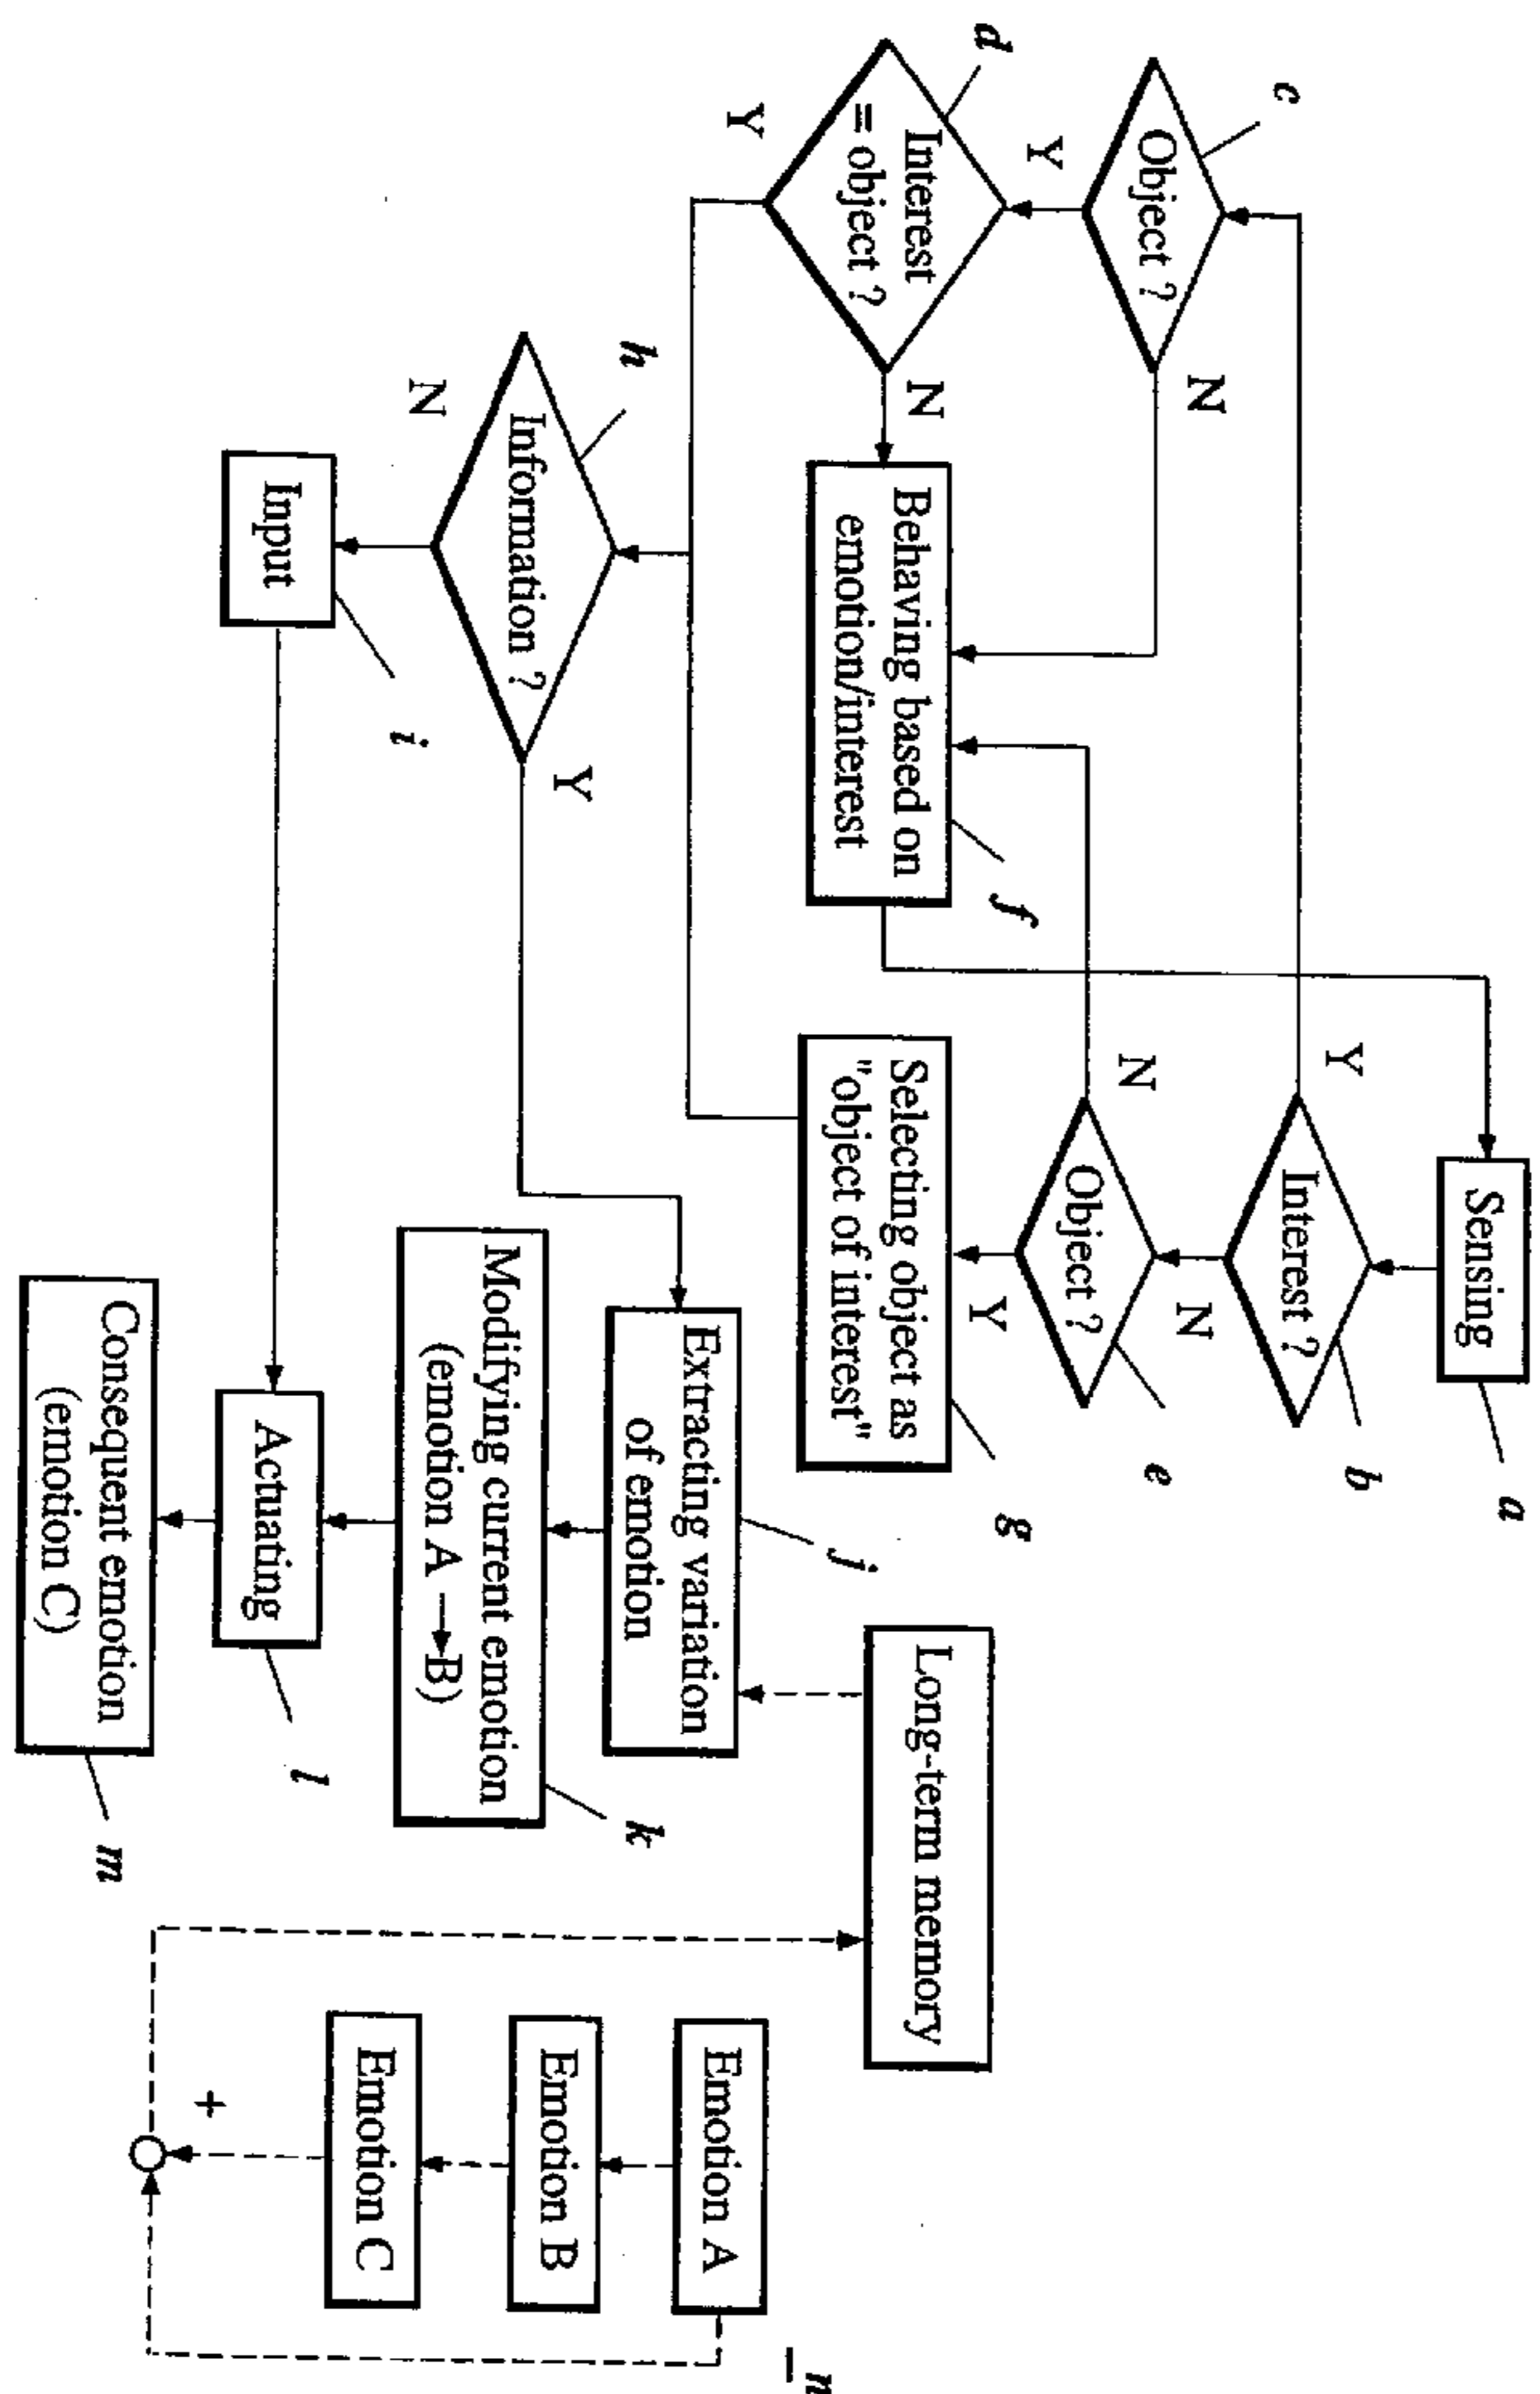 Sensing
a
Interest ?
b
Y
N
Object ?
e
N
Y
Object ?
c
N
Y
Interest
= object ?
d
N
Y
Behaving based on
emotion/interest
f
Selecting object as
"object of interest"
g
Information ?
h
Y
N
Input
i
Long-term memory
Extracting variation
of emotion
j
Modifying current emotion
(emotion A → B)
k
Actuating
l
Consequent emotion
(emotion C)
m
Emotion A
Emotion B
Emotion C
+
n